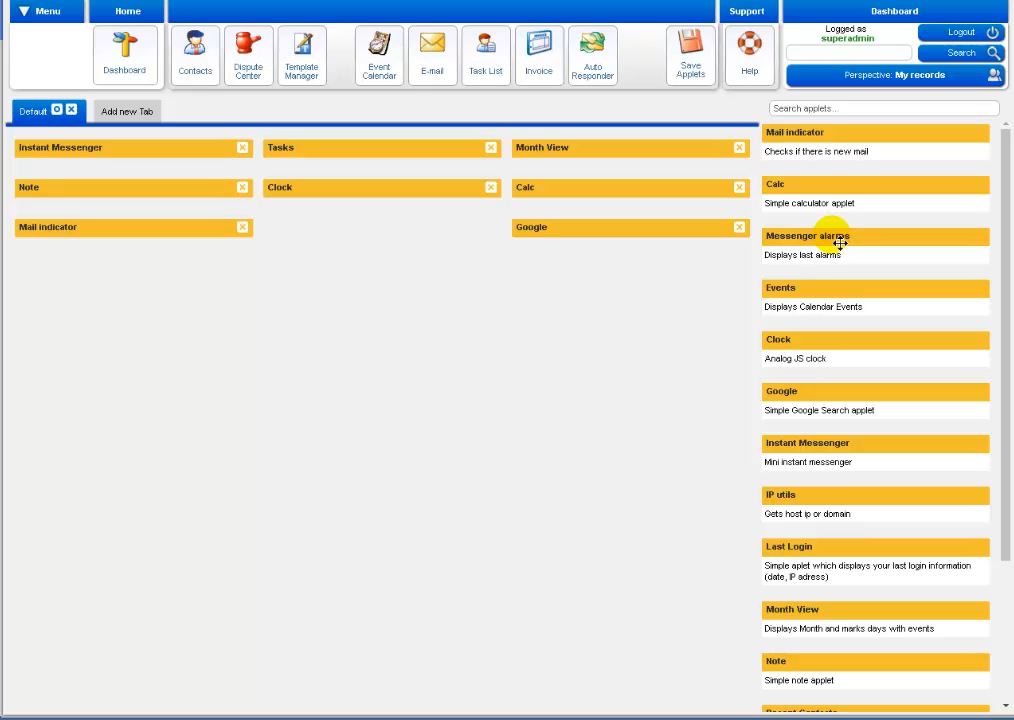 Menu
Home
Support
Dashboard
Dashboard
Contacts
Dispute
Center
Template
Manager
Event
Calendar
E-mail
Task List
Invoice
Auto
Responder
Save
Applets
Help
Logged as
superadmin
Logout
Search
Perspective: My records
Default
Add new Tab
Search applets...
Instant Messenger
Tasks
Month View
Note
Clock
Calc
Mail indicator
Google
Mail indicator
Checks if there is new mail
Calc
Simple calculator applet
Messenger alarms
Displays last alarms
Events
Displays Calendar Events
Clock
Analog JS clock
Google
Simple Google Search applet
Instant Messenger
Mini instant messenger
IP utils
Gets host ip or domain
Last Login
Simple aplet which displays your last login information
(date, IP adress)
Month View
Displays Month and marks days with events
Note
Simple note applet
Recent Contacts